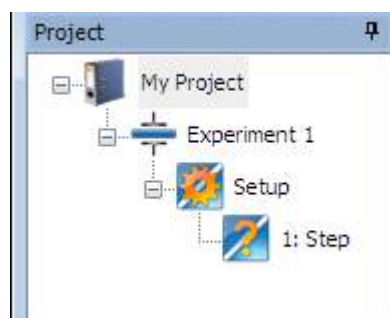 Project
My Project
Experiment 1
Setup
1: Step